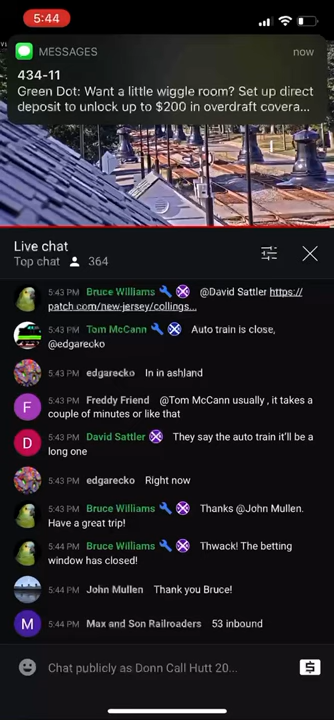 5:44
MESSAGES
now
434-11
Green Dot: Want a little wiggle room? Set up direct
deposit to unlock up to $200 in overdraft covera...
Live chat
Top chat 364
5:43 PM Bruce Williams @David Sattler https://
patch.com/new-jersey/collings...
5:43 PM Tom McCann Auto train is close,
@edgarecko
5:43 PM edgarecko In in ashland
5:43 PM Freddy Friend @Tom McCann usually , it takes a
couple of minutes or like that
5:43 PM David Sattler They say the auto train it'll be a
long one
5:43 PM edgarecko Right now
5:43 PM Bruce Williams Thanks @John Mullen.
Have a great trip!
5:44 PM Bruce Williams Thwack! The betting
window has closed!
5:44 PM John Mullen Thank you Bruce!
5:44 PM Max and Son Railroaders 53 inbound
Chat publicly as Donn Call Hutt 20...
F
D
M
$